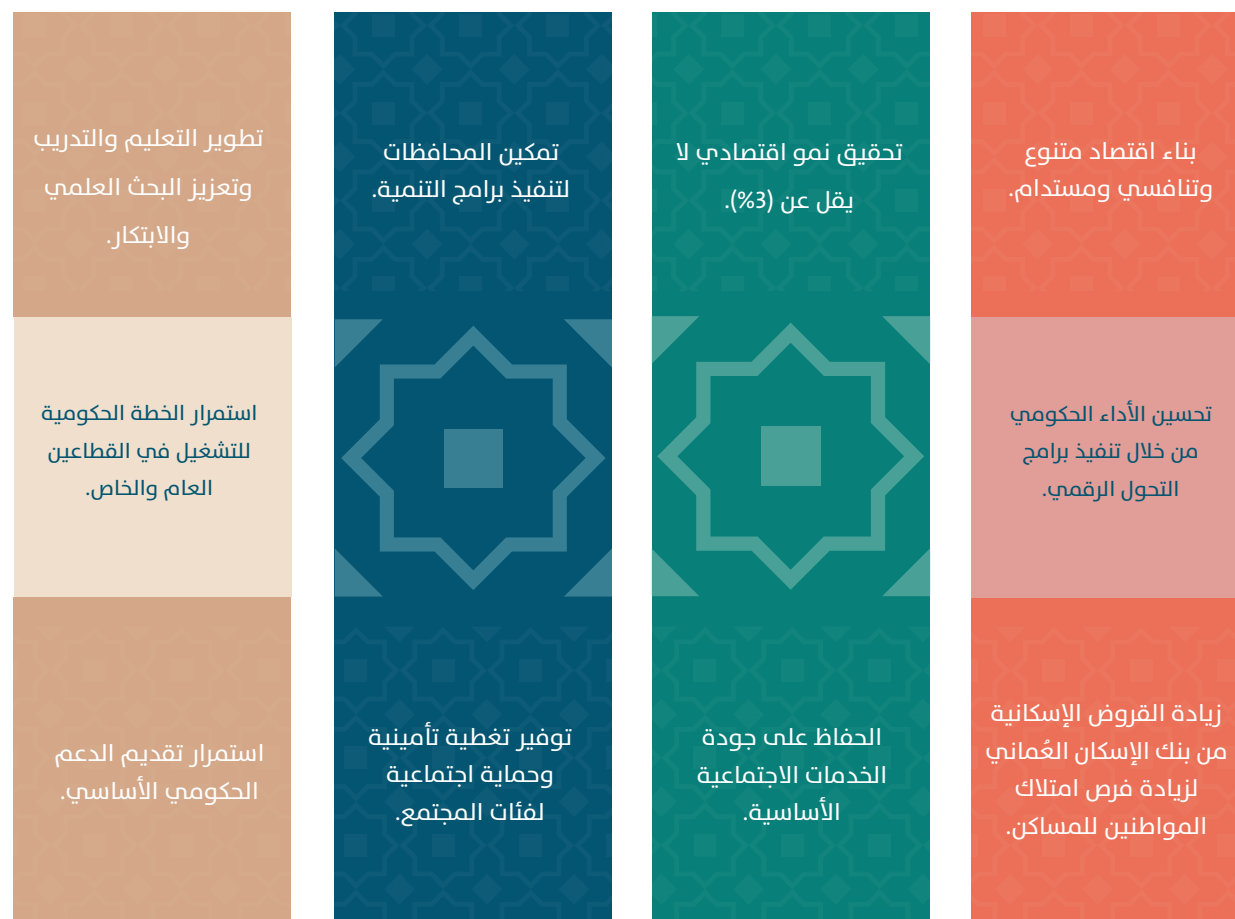 بناء اقتصاد متنوع
وتنافسي ومستدام.
تحقيق نمو اقتصادي لا
يقل عن (3%).
تمكين المحافظات
لتنفيذ برامج التنمية.
تطوير التعليم والتدريب
وتعزيز البحث العلمي
والابتكار.
تحسين الأداء الحكومي
من خلال تنفيذ برامج
التحول الرقمي.
استمرار الخطة الحكومية
للتشغيل في القطاعين
العام والخاص.
زيادة القروض الإسكانية
من بنك الإسكان العُماني
لزيادة فرص امتلاك
المواطنين للمساكن.
الحفاظ على جودة
الخدمات الاجتماعية
الأساسية.
توفير تغطية تأمينية
وحماية اجتماعية
لفئات المجتمع.
استمرار تقديم الدعم
الحكومي الأساسي.